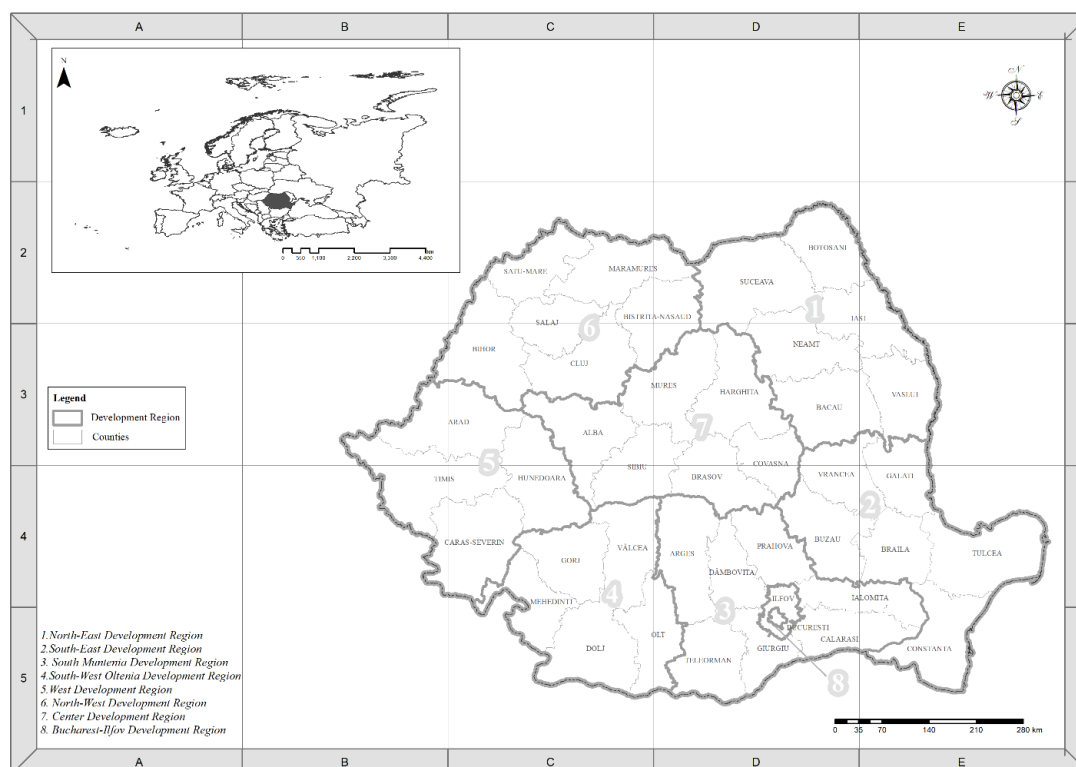 A B C D E
N
0 550 1,100 2,200 3,300 4,400
N
W E
S
1
2
3
4
5
BOTOSANI
SATU-MARE
MARAMURES
SUCEAVA
BISTRITA-NASAUD
1
IASI
SALAJ
6
NEAMT
BIHOR
CLUJ
MURES
HARGHITA
VASLUI
BACAU
Legend
Development Region
Counties
ARAD
ALBA
7
5
SIBIU
COVASNA
VRANCEA
GALATI
TIMIS
HUNEDOARA
BRASOV
2
CARAS-SEVERIN
VÂLCEA
ARGES
PRAHOVA
BUZAU
BRAILA
TULCEA
GORJ
DÂMBOVITA
MEHEDINTI
4
3
ILFOV
IALOMITA
BUCURESTI
OLT
CALARASI
DOLJ
GIURGIU
CONSTANTA
TELEORMAN
8
1.North-East Development Region
2.South-East Development Region
3. South Muntenia Development Region
4.South-West Oltenia Development Region
5.West Development Region
6. North-West Development Region
7. Center Development Region
8. Bucharest-Ilfov Development Region
0 35 70 140 210 280 km
A B C D E
1
2
3
4
5